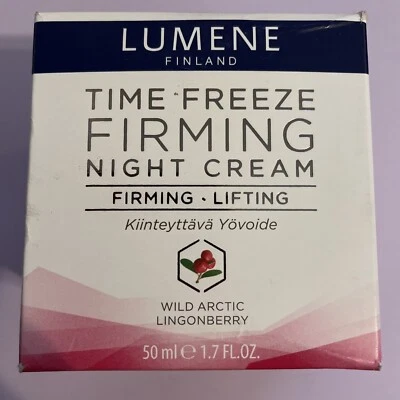 LUMENE
FINLAND
TIME FREEZE
FIRMING
NIGHT CREAM
FIRMING • LIFTING
Kiinteyttävä Yövoide
WILD ARCTIC
LINGONBERRY
50 ml ℮ 1.7 FL.OZ.